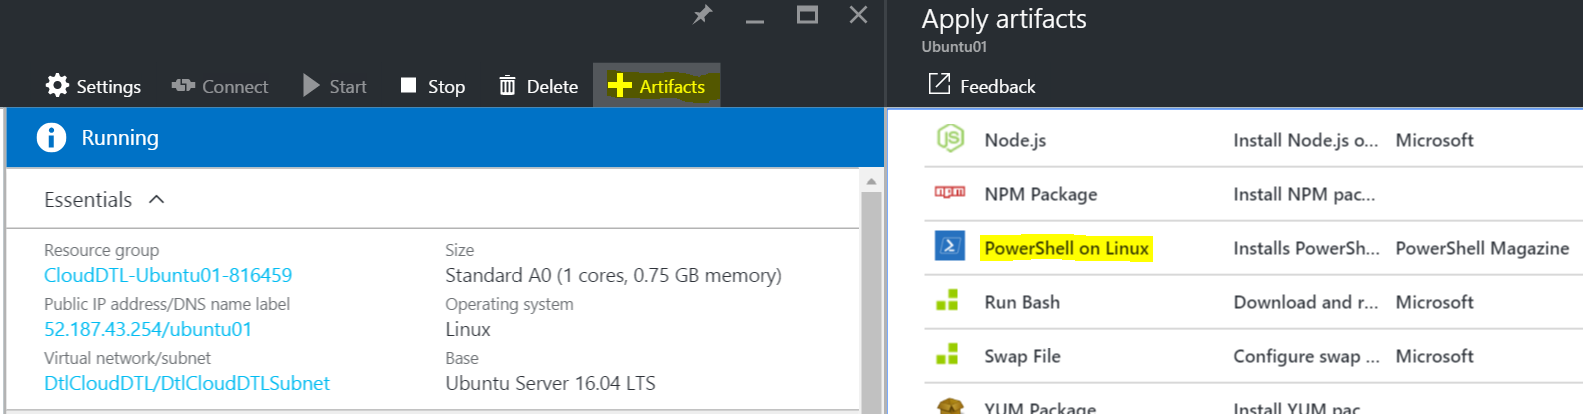 Settings
Connect
Start
Stop
Delete
Artifacts
Running
Essentials
Resource group
CloudDTL-Ubuntu01-816459
Public IP address/DNS name label
52.187.43.254/ubuntu01
Virtual network/subnet
DtlCloudDTL/DtlCloudDTLSubnet
Size
Standard A0 (1 cores, 0.75 GB memory)
Operating system
Linux
Base
Ubuntu Server 16.04 LTS
Apply artifacts
Ubuntu01
Feedback
JS Node.js Install Node.js o... Microsoft
npm NPM Package Install NPM pac...
PowerShell on Linux Installs PowerSh... PowerShell Magazine
Run Bash Download and r... Microsoft
Swap File Configure swap ... Microsoft
YUM Package Install YUM pac